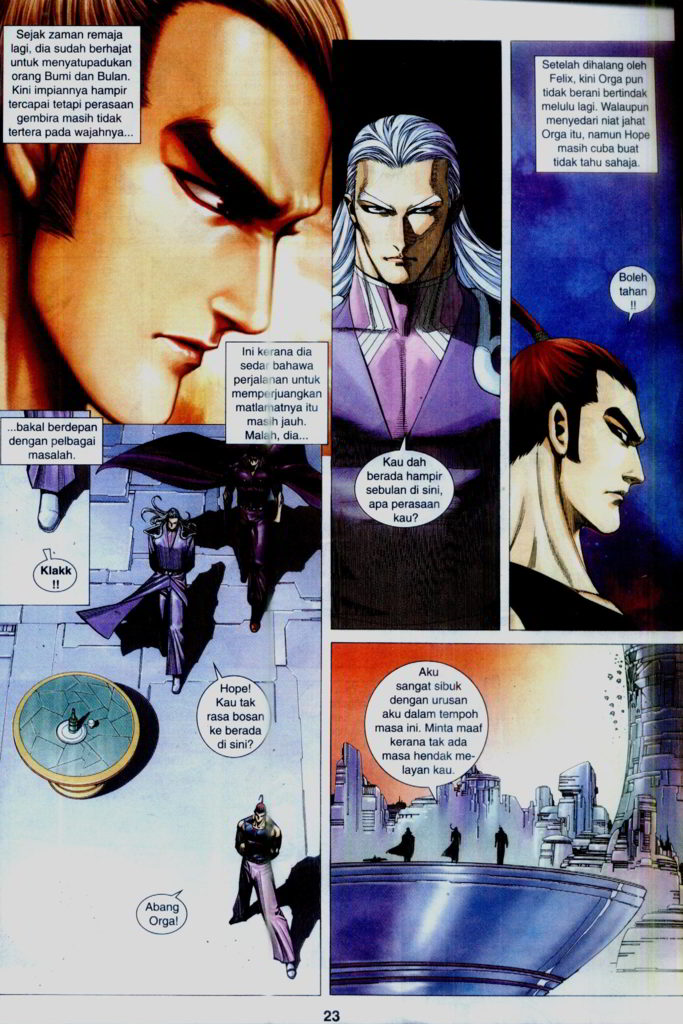 Sejak zaman remaja
lagi, dia sudah berhajat
untuk menyatupadukan
orang Bumi dan Bulan.
Kini impiannya hampir
tercapai tetapi perasaan
gembira masih tidak
tertera pada wajahnya...
Ini kerana dia
sedar bahawa
perjalanan untuk
memperjuangkan
matlamatnya itu
masih jauh.
Malah, dia...
...bakal berdepan
dengan pelbagai
masalah.
Klakk
!!
Hope!
Kau tak
rasa bosan
ke berada
di sini?
Abang
Orga!
Kau dah
berada hampir
sebulan di sini,
apa perasaan
kau?
Setelah dihalang oleh
Felix, kini Orga pun
tidak berani bertindak
melulu lagi. Walaupun
menyedari niat jahat
Orga itu, namun Hope
masih cuba buat
tidak tahu sahaja.
Boleh
tahan
!!
Aku
sangat sibuk
dengan urusan
aku dalam tempoh
masa ini. Minta maaf
kerana tak ada
masa hendak me-
layan kau.
23